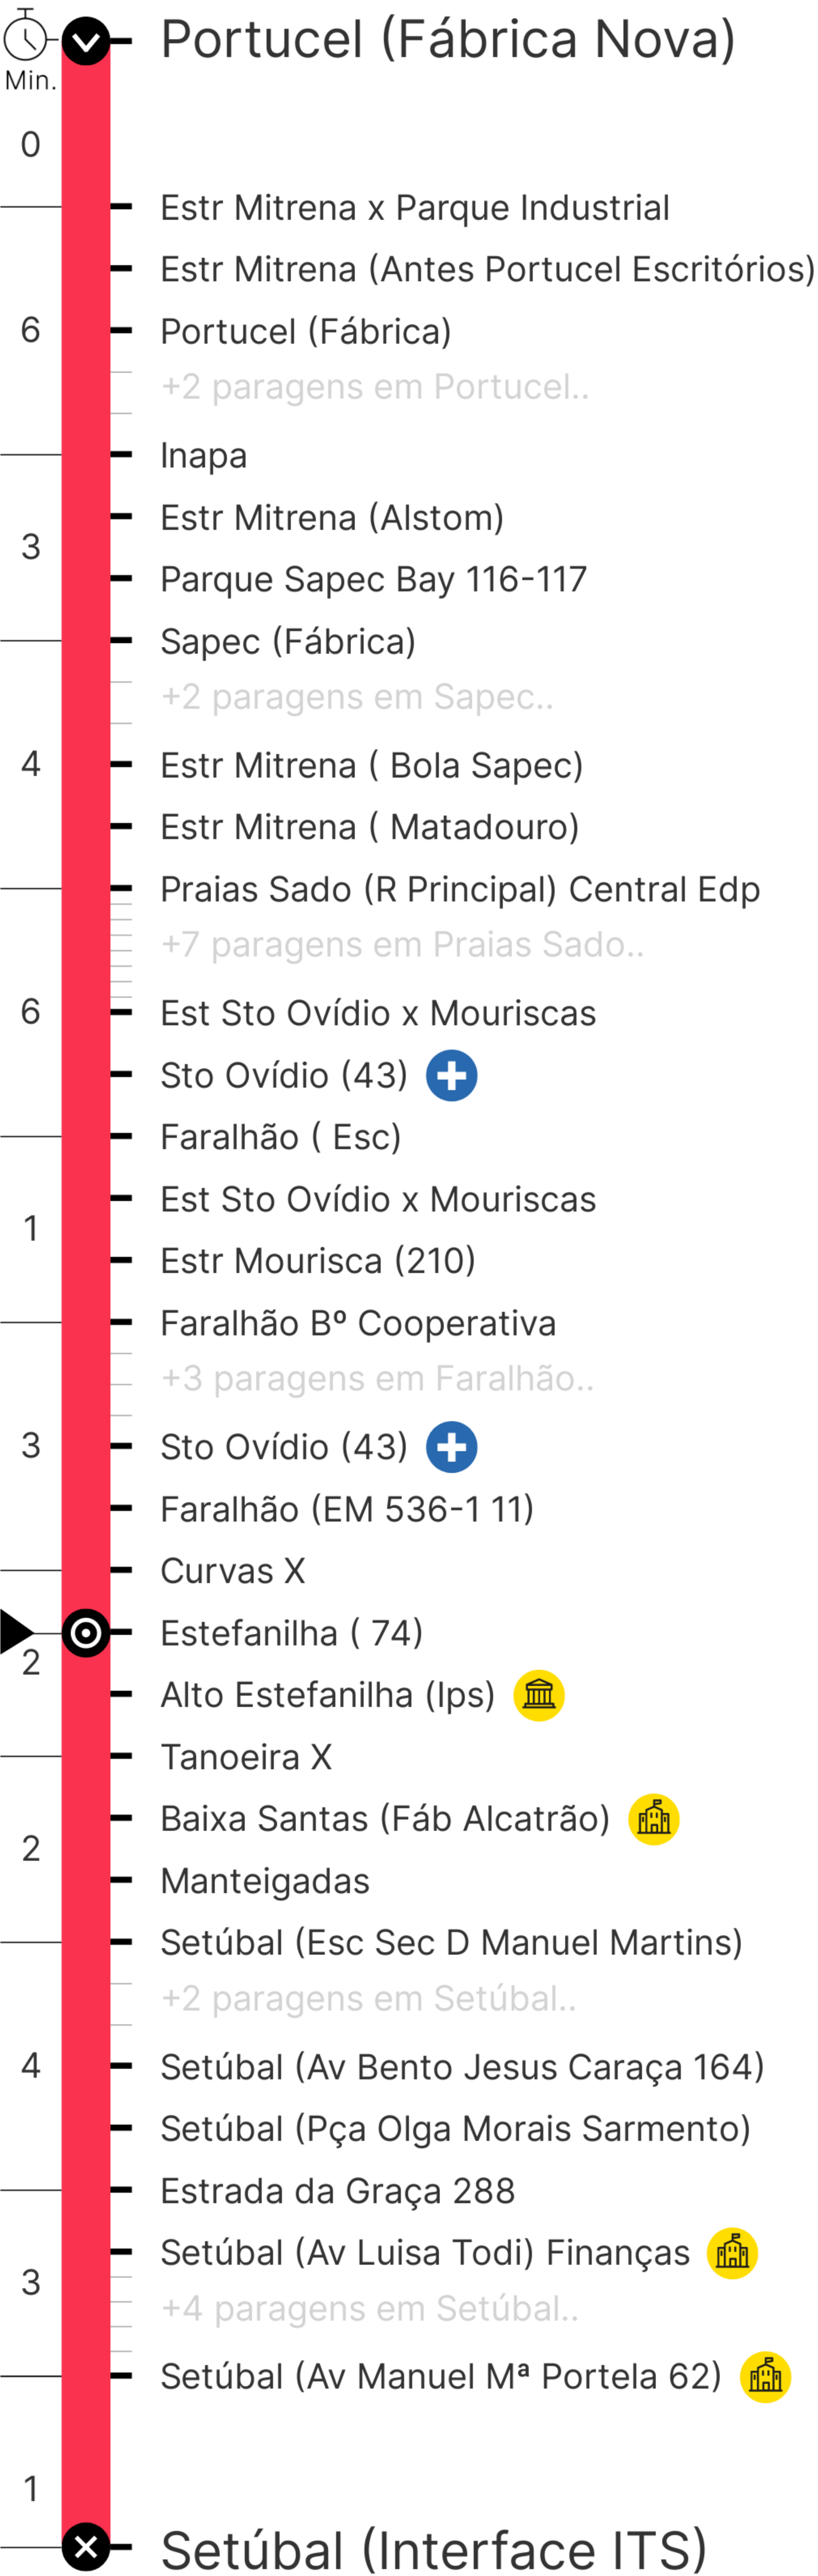 Portucel (Fábrica Nova)
Min.
0
Estr Mitrena x Parque Industrial
Estr Mitrena (Antes Portucel Escritórios)
6
Portucel (Fábrica)
+2 paragens em Portucel..
Inapa
Estr Mitrena (Alstom)
3
Parque Sapec Bay 116-117
Sapec (Fábrica)
+2 paragens em Sapec..
4
Estr Mitrena ( Bola Sapec)
Estr Mitrena ( Matadouro)
Praias Sado (R Principal) Central Edp
+7 paragens em Praias Sado..
6
Est Sto Ovídio x Mouriscas
Sto Ovídio (43)
Faralhão ( Esc)
Est Sto Ovídio x Mouriscas
1
Estr Mourisca (210)
Faralhão Bº Cooperativa
+3 paragens em Faralhão..
3
Sto Ovídio (43)
Faralhão (EM 536-1 11)
Curvas X
Estefanilha ( 74)
2
Alto Estefanilha (Ips)
Tanoeira X
Baixa Santas (Fáb Alcatrão)
2
Manteigadas
Setúbal (Esc Sec D Manuel Martins)
+2 paragens em Setúbal..
4
Setúbal (Av Bento Jesus Caraça 164)
Setúbal (Pça Olga Morais Sarmento)
Estrada da Graça 288
Setúbal (Av Luisa Todi) Finanças
3
+4 paragens em Setúbal..
Setúbal (Av Manuel Mª Portela 62)
1
Setúbal (Interface ITS)